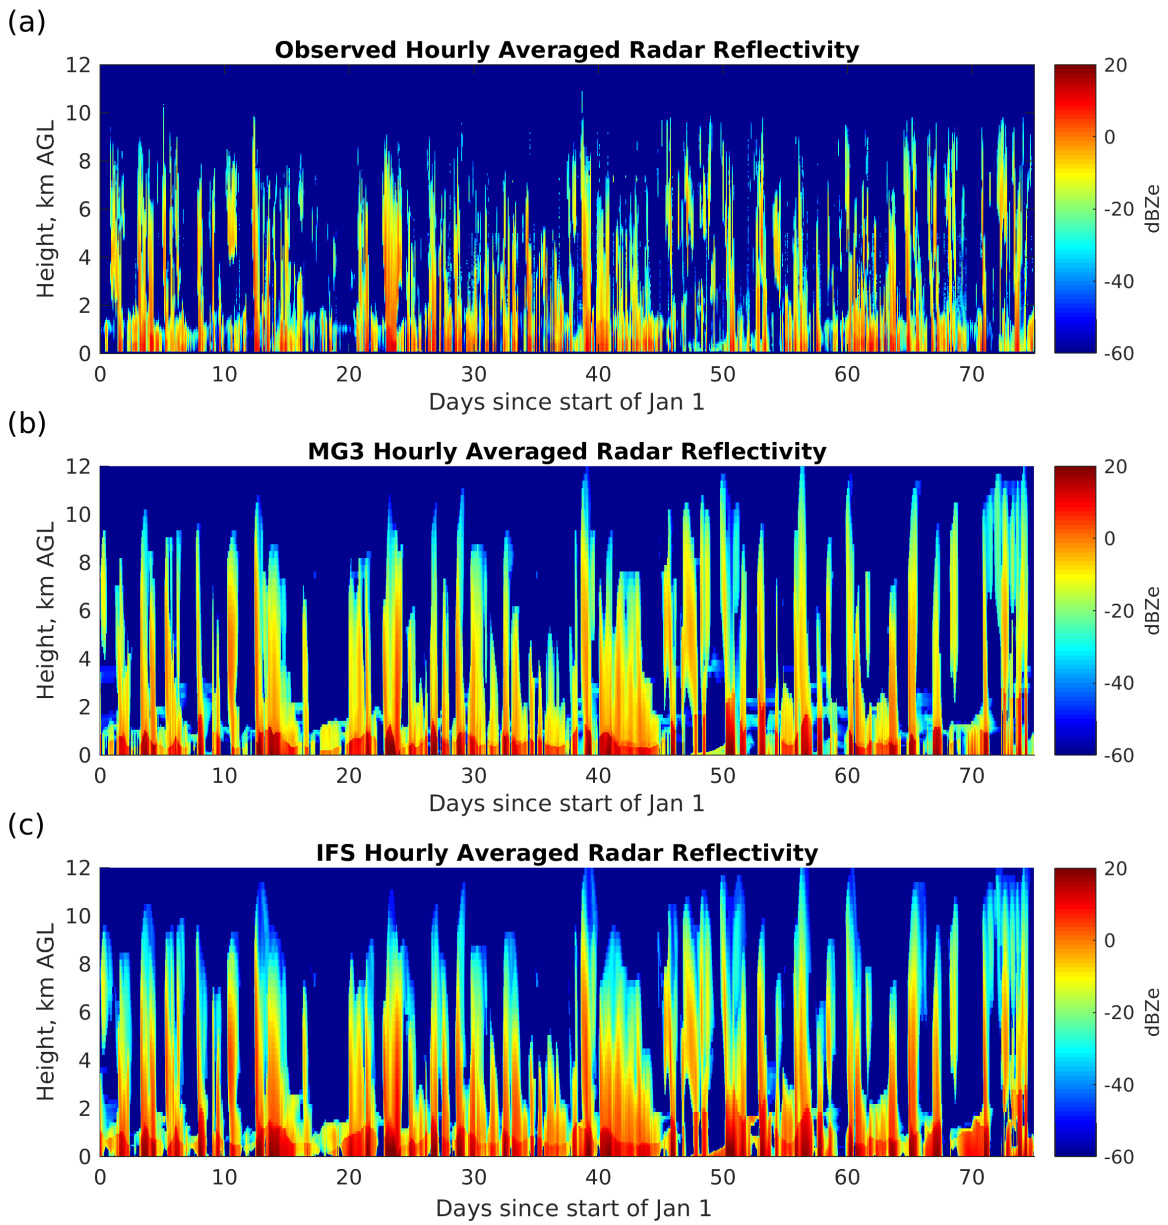 (a)
Observed Hourly Averaged Radar Reflectivity
12
10
8
6
4
2
0
Height, km AGL
0 10 20 30 40 50 60 70
Days since start of Jan 1
20
0
-20
-40
-60
dBZe
(b)
MG3 Hourly Averaged Radar Reflectivity
12
10
8
6
4
2
0
Height, km AGL
0 10 20 30 40 50 60 70
Days since start of Jan 1
20
0
-20
-40
-60
dBZe
(c)
IFS Hourly Averaged Radar Reflectivity
12
10
8
6
4
2
0
Height, km AGL
0 10 20 30 40 50 60 70
Days since start of Jan 1
20
0
-20
-40
-60
dBZe